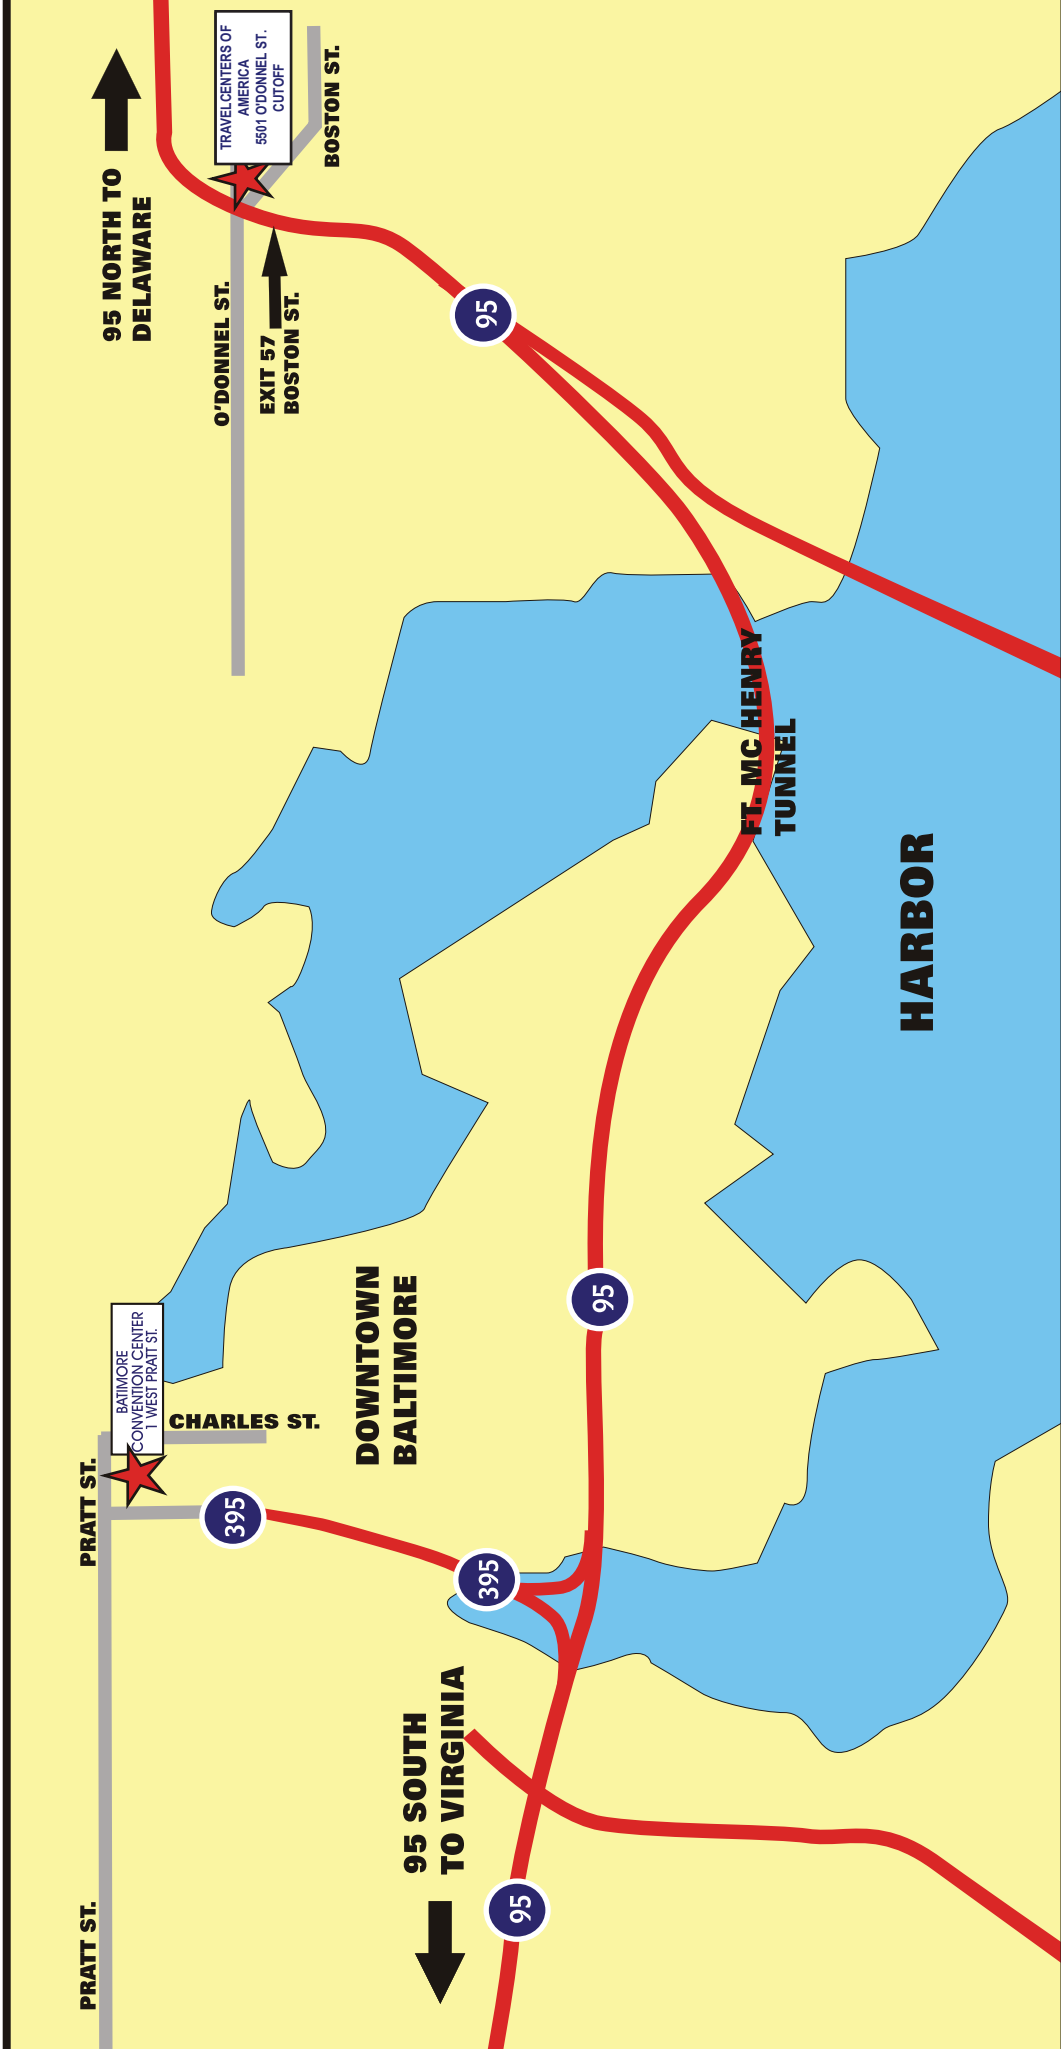 PRATT ST.
PRATT ST.
BATIMORE
CONVENTION CENTER
1 WEST PRATT ST.
CHARLES ST.
395
395
DOWNTOWN
BALTIMORE
95 SOUTH
TO VIRGINIA
95
95
95 NORTH TO
DELAWARE
O'DONNEL ST.
EXIT 57
BOSTON ST.
TRAVELCENTERS OF
AMERICA
5501 O'DONNEL ST.
CUTOFF
BOSTON ST.
95
FT. MC HENRY
TUNNEL
HARBOR